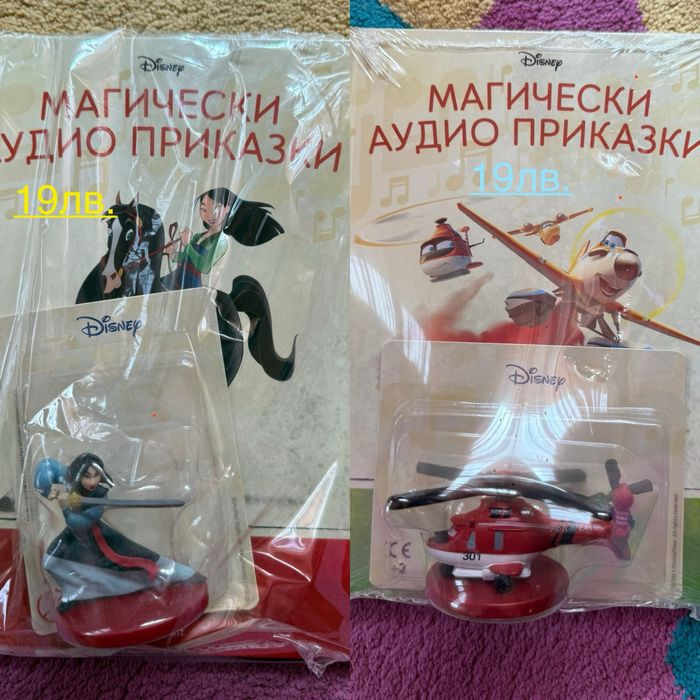 Disney
МАГИЧЕСКИ
АУДИО ПРИКАЗКИ
19лв.
Disney
Disney
МАГИЧЕСКИ
АУДИО ПРИКАЗКИ
19лв.
Disney
301